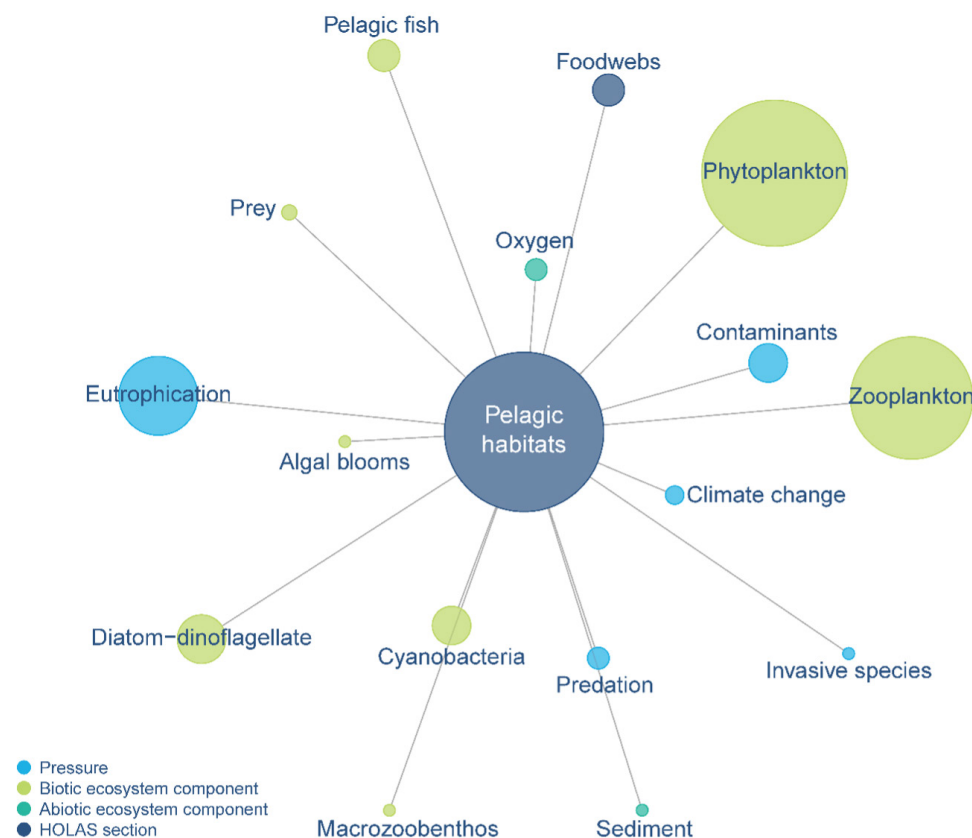 Pelagic fish
Foodwebs
Phytoplankton
Prey
Oxygen
Contaminants
Eutrophication
Zooplankton
Pelagic
habitats
Algal blooms
Climate change
Diatom−dinoflagellate
Cyanobacteria
Predation
Invasive species
Pressure
Biotic ecosystem component
Abiotic ecosystem component
HOLAS section
Macrozoobenthos
Sediment